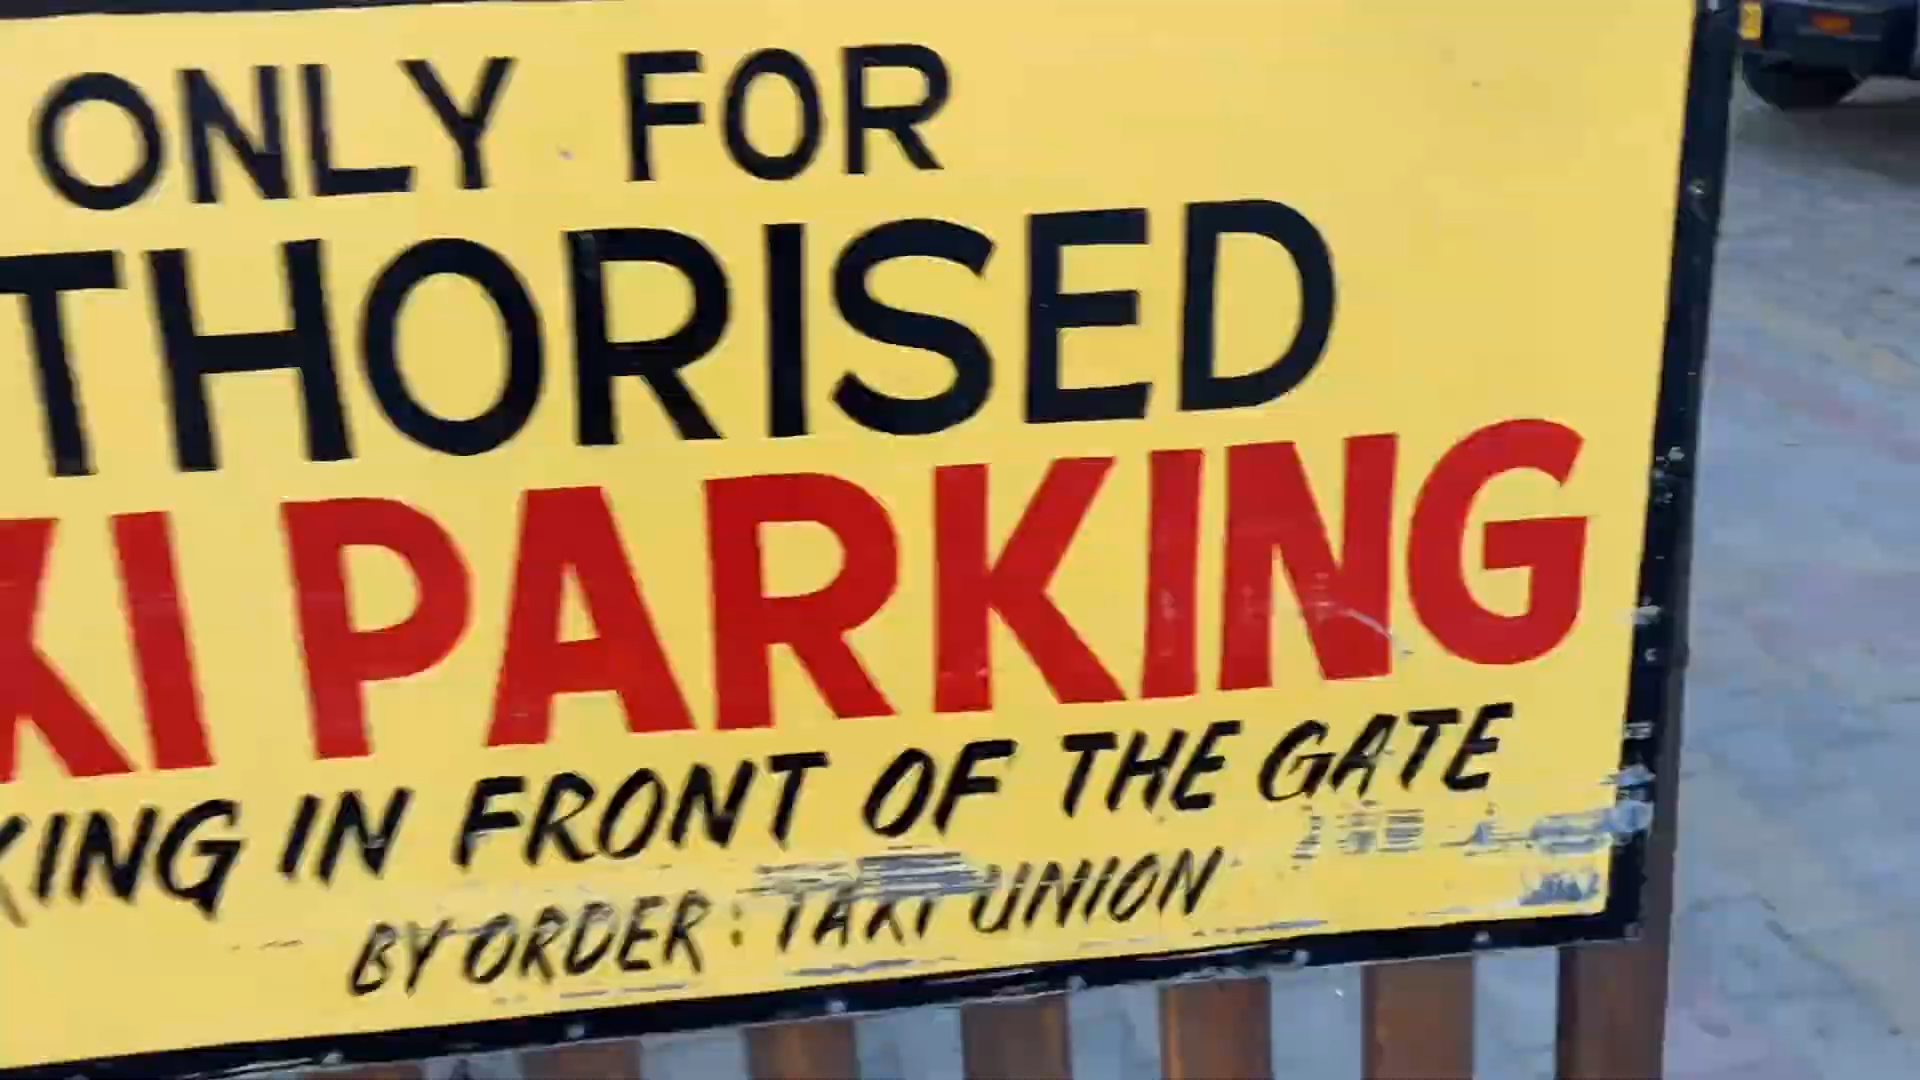 ONLY FOR
THORISED
XI PARKING
KING IN FRONT OF THE GATE
BY ORDER : TAXI UNION